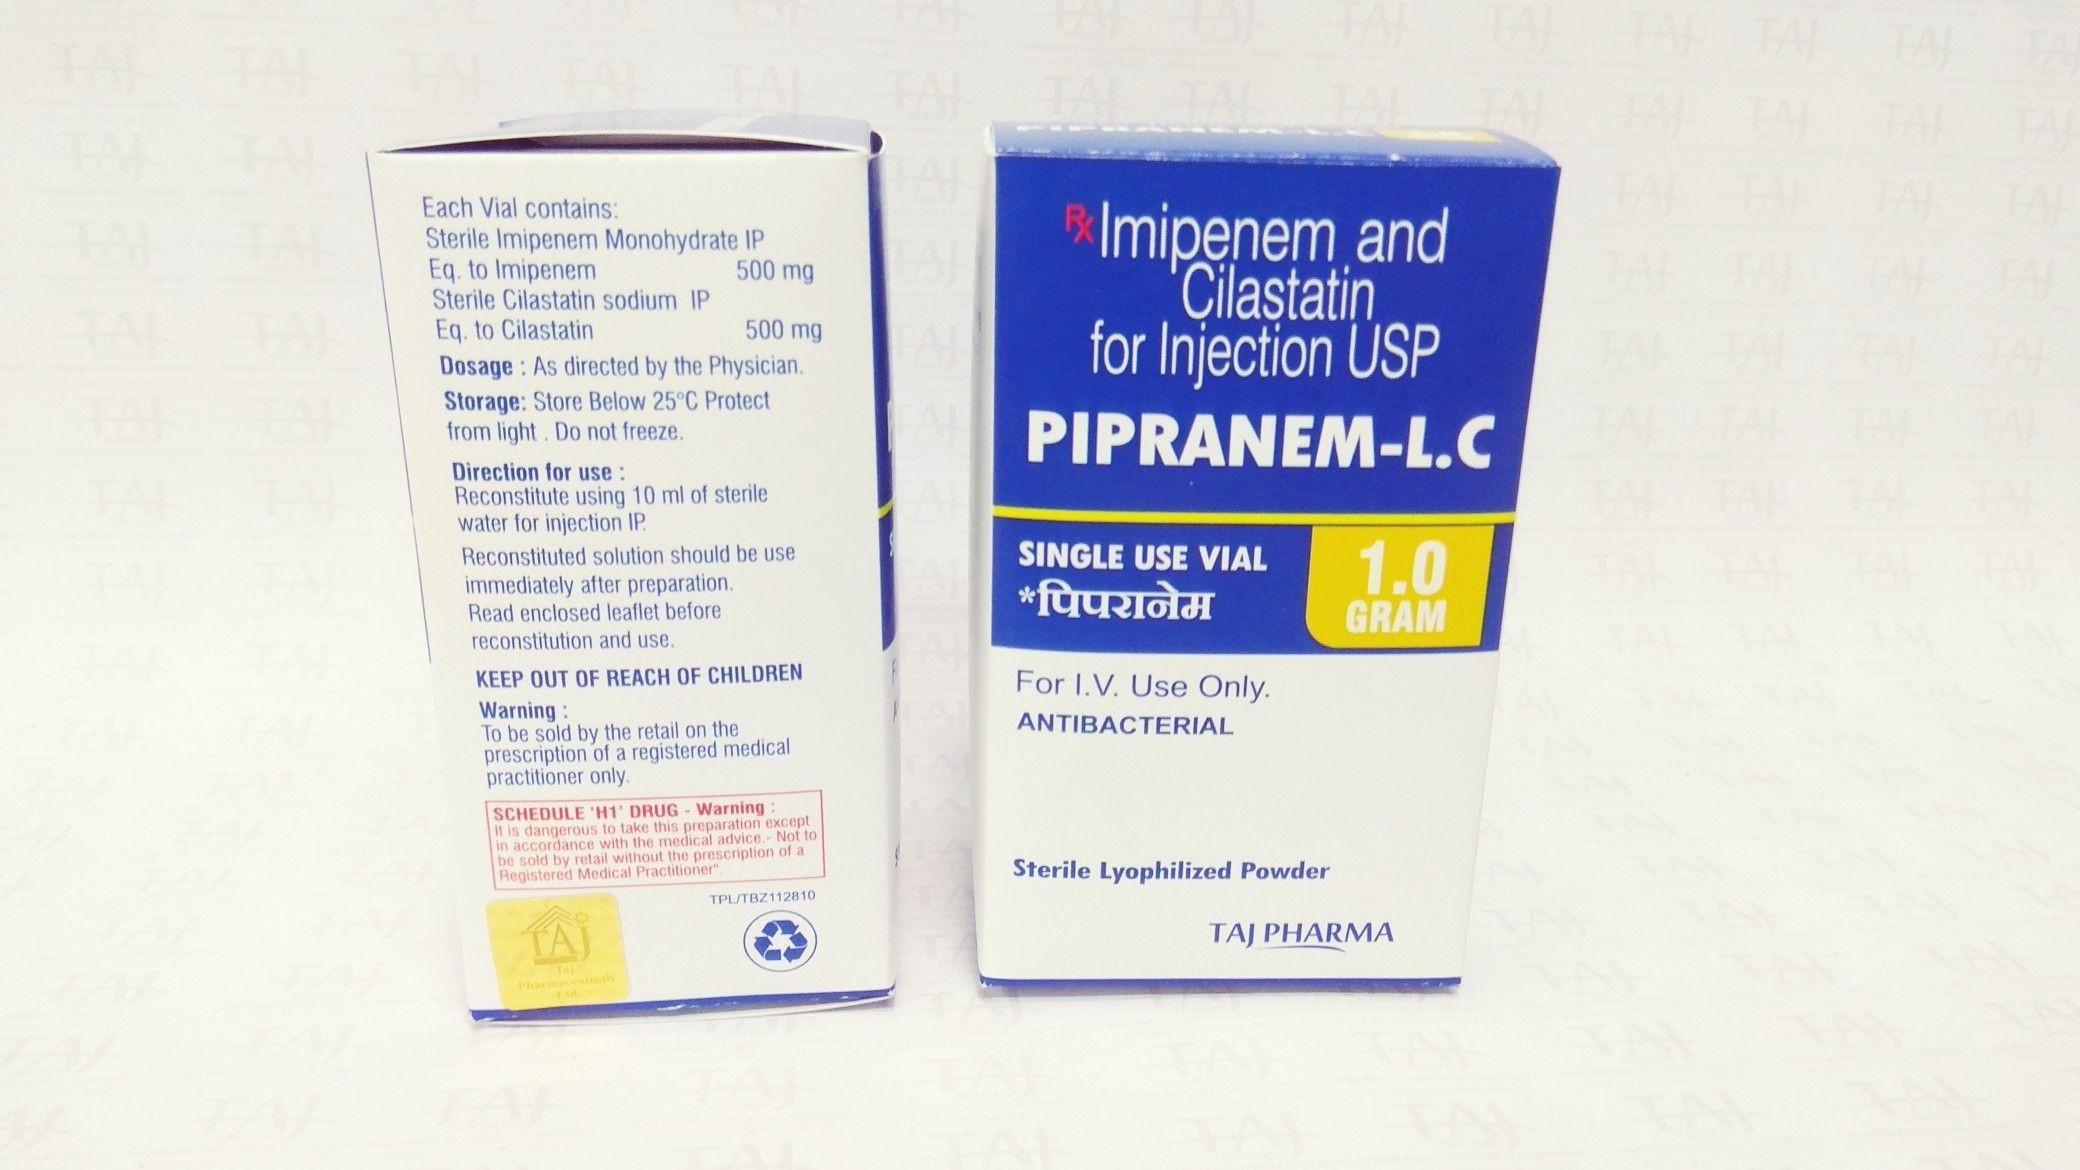 Each Vial contains:
Sterile Imipenem Monohydrate IP
Eq. to Imipenem 500 mg
Sterile Cilastatin sodium IP
Eq. to Cilastatin 500 mg
Dosage : As directed by the Physician.
Storage: Store Below 25°C Protect
from light . Do not freeze.
Direction for use :
Reconstitute using 10 ml of sterile
water for injection IP.
Reconstituted solution should be use
immediately after preparation.
Read enclosed leaflet before
reconstitution and use.
KEEP OUT OF REACH OF CHILDREN
Warning :
To be sold by the retail on the
prescription of a registered medical
practitioner only.
SCHEDULE 'H1' DRUG - Warning :
It is dangerous to take this preparation except
in accordance with the medical advice.- Not to
be sold by retail without the prescription of a
Registered Medical Practitioner".
TPL/TBZ112810
TAJ
Taj
Pharmaceuticals
Ltd.
PIPRANEM-L.C
Rx Imipenem and
Cilastatin
for Injection USP
PIPRANEM-L.C
SINGLE USE VIAL
*पिपरानेम
1.0
GRAM
For I.V. Use Only.
ANTIBACTERIAL
Sterile Lyophilized Powder
TAJ PHARMA